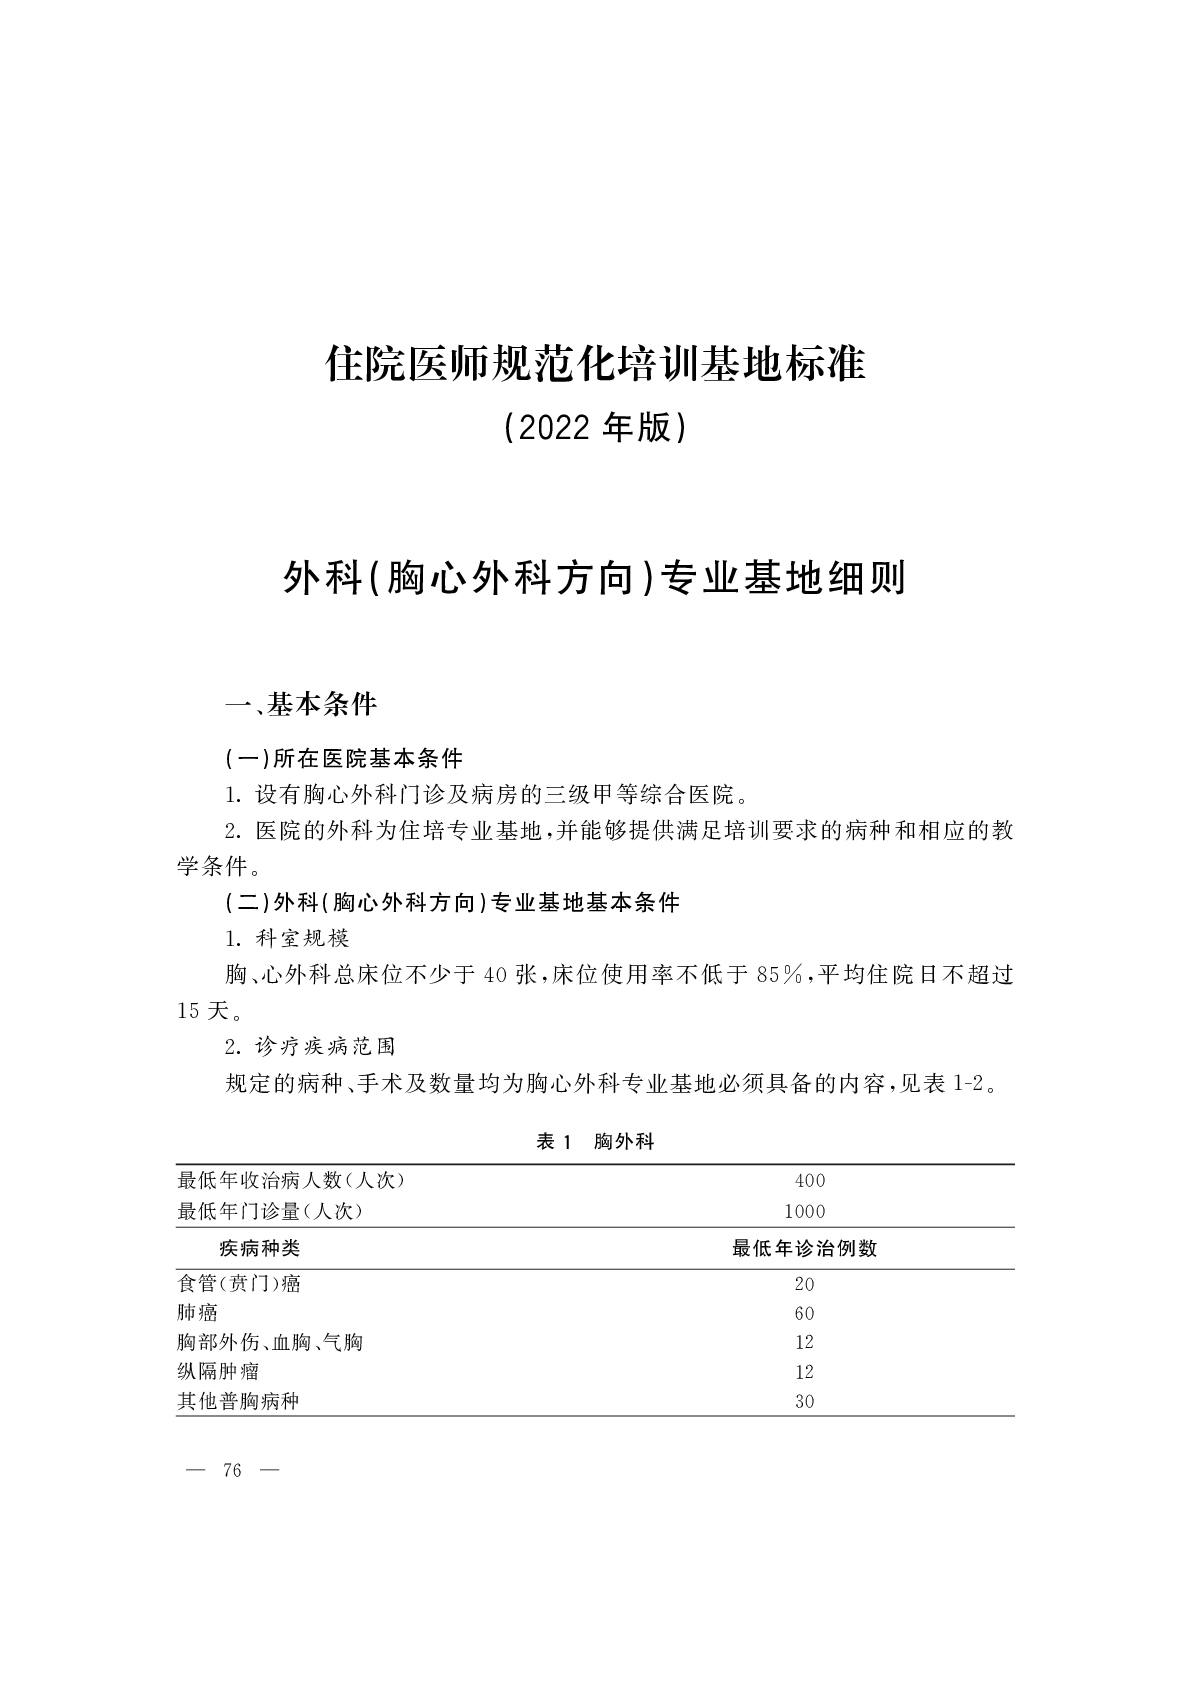 住院医师规范化培训基地标准
(2022 年版)
外科(胸心外科方向)专业基地细则
一、基本条件
(一)所在医院基本条件
1. 设有胸心外科门诊及病房的三级甲等综合医院。
2. 医院的外科为住培专业基地,并能够提供满足培训要求的病种和相应的教
学条件。
(二)外科(胸心外科方向)专业基地基本条件
1. 科室规模
胸、心外科总床位不少于 40 张,床位使用率不低于 85%,平均住院日不超过
15 天。
2. 诊疗疾病范围
规定的病种、手术及数量均为胸心外科专业基地必须具备的内容,见表 1-2。
表 1 胸外科
最低年收治病人数(人次) 400
最低年门诊量(人次) 1000
疾病种类 最低年诊治例数
食管(贲门)癌 20
肺癌 60
胸部外伤、血胸、气胸 12
纵隔肿瘤 12
其他普胸病种 30
— 76 —